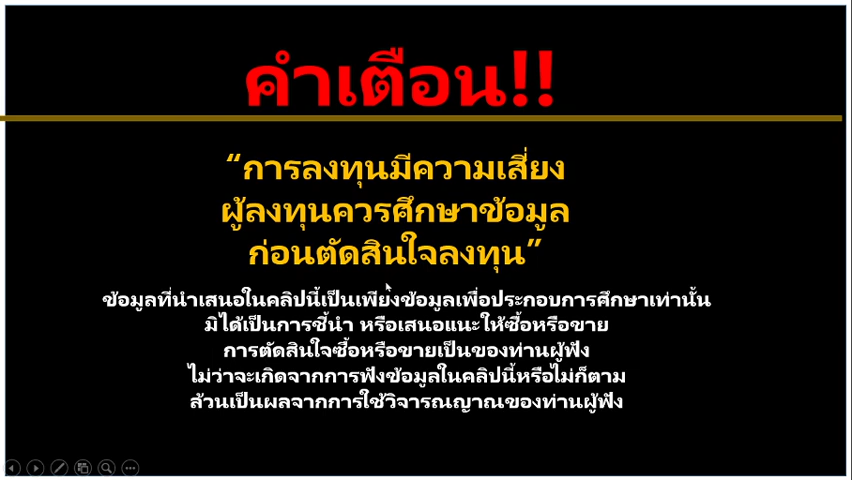 คำเตือน!!
“การลงทุนมีความเสี่ยง
ผู้ลงทุนควรศึกษาข้อมูล
ก่อนตัดสินใจลงทุน”
ข้อมูลที่นำเสนอในคลิปนี้เป็นเพียงข้อมูลเพื่อประกอบการศึกษาเท่านั้น
มิได้เป็นการชี้นำ หรือเสนอแนะให้ซื้อหรือขาย
การตัดสินใจซื้อหรือขายเป็นของท่านผู้ฟัง
ไม่ว่าจะเกิดจากการฟังข้อมูลในคลิปนี้หรือไม่ก็ตาม
ล้วนเป็นผลจากการใช้วิจารณญาณของท่านผู้ฟัง